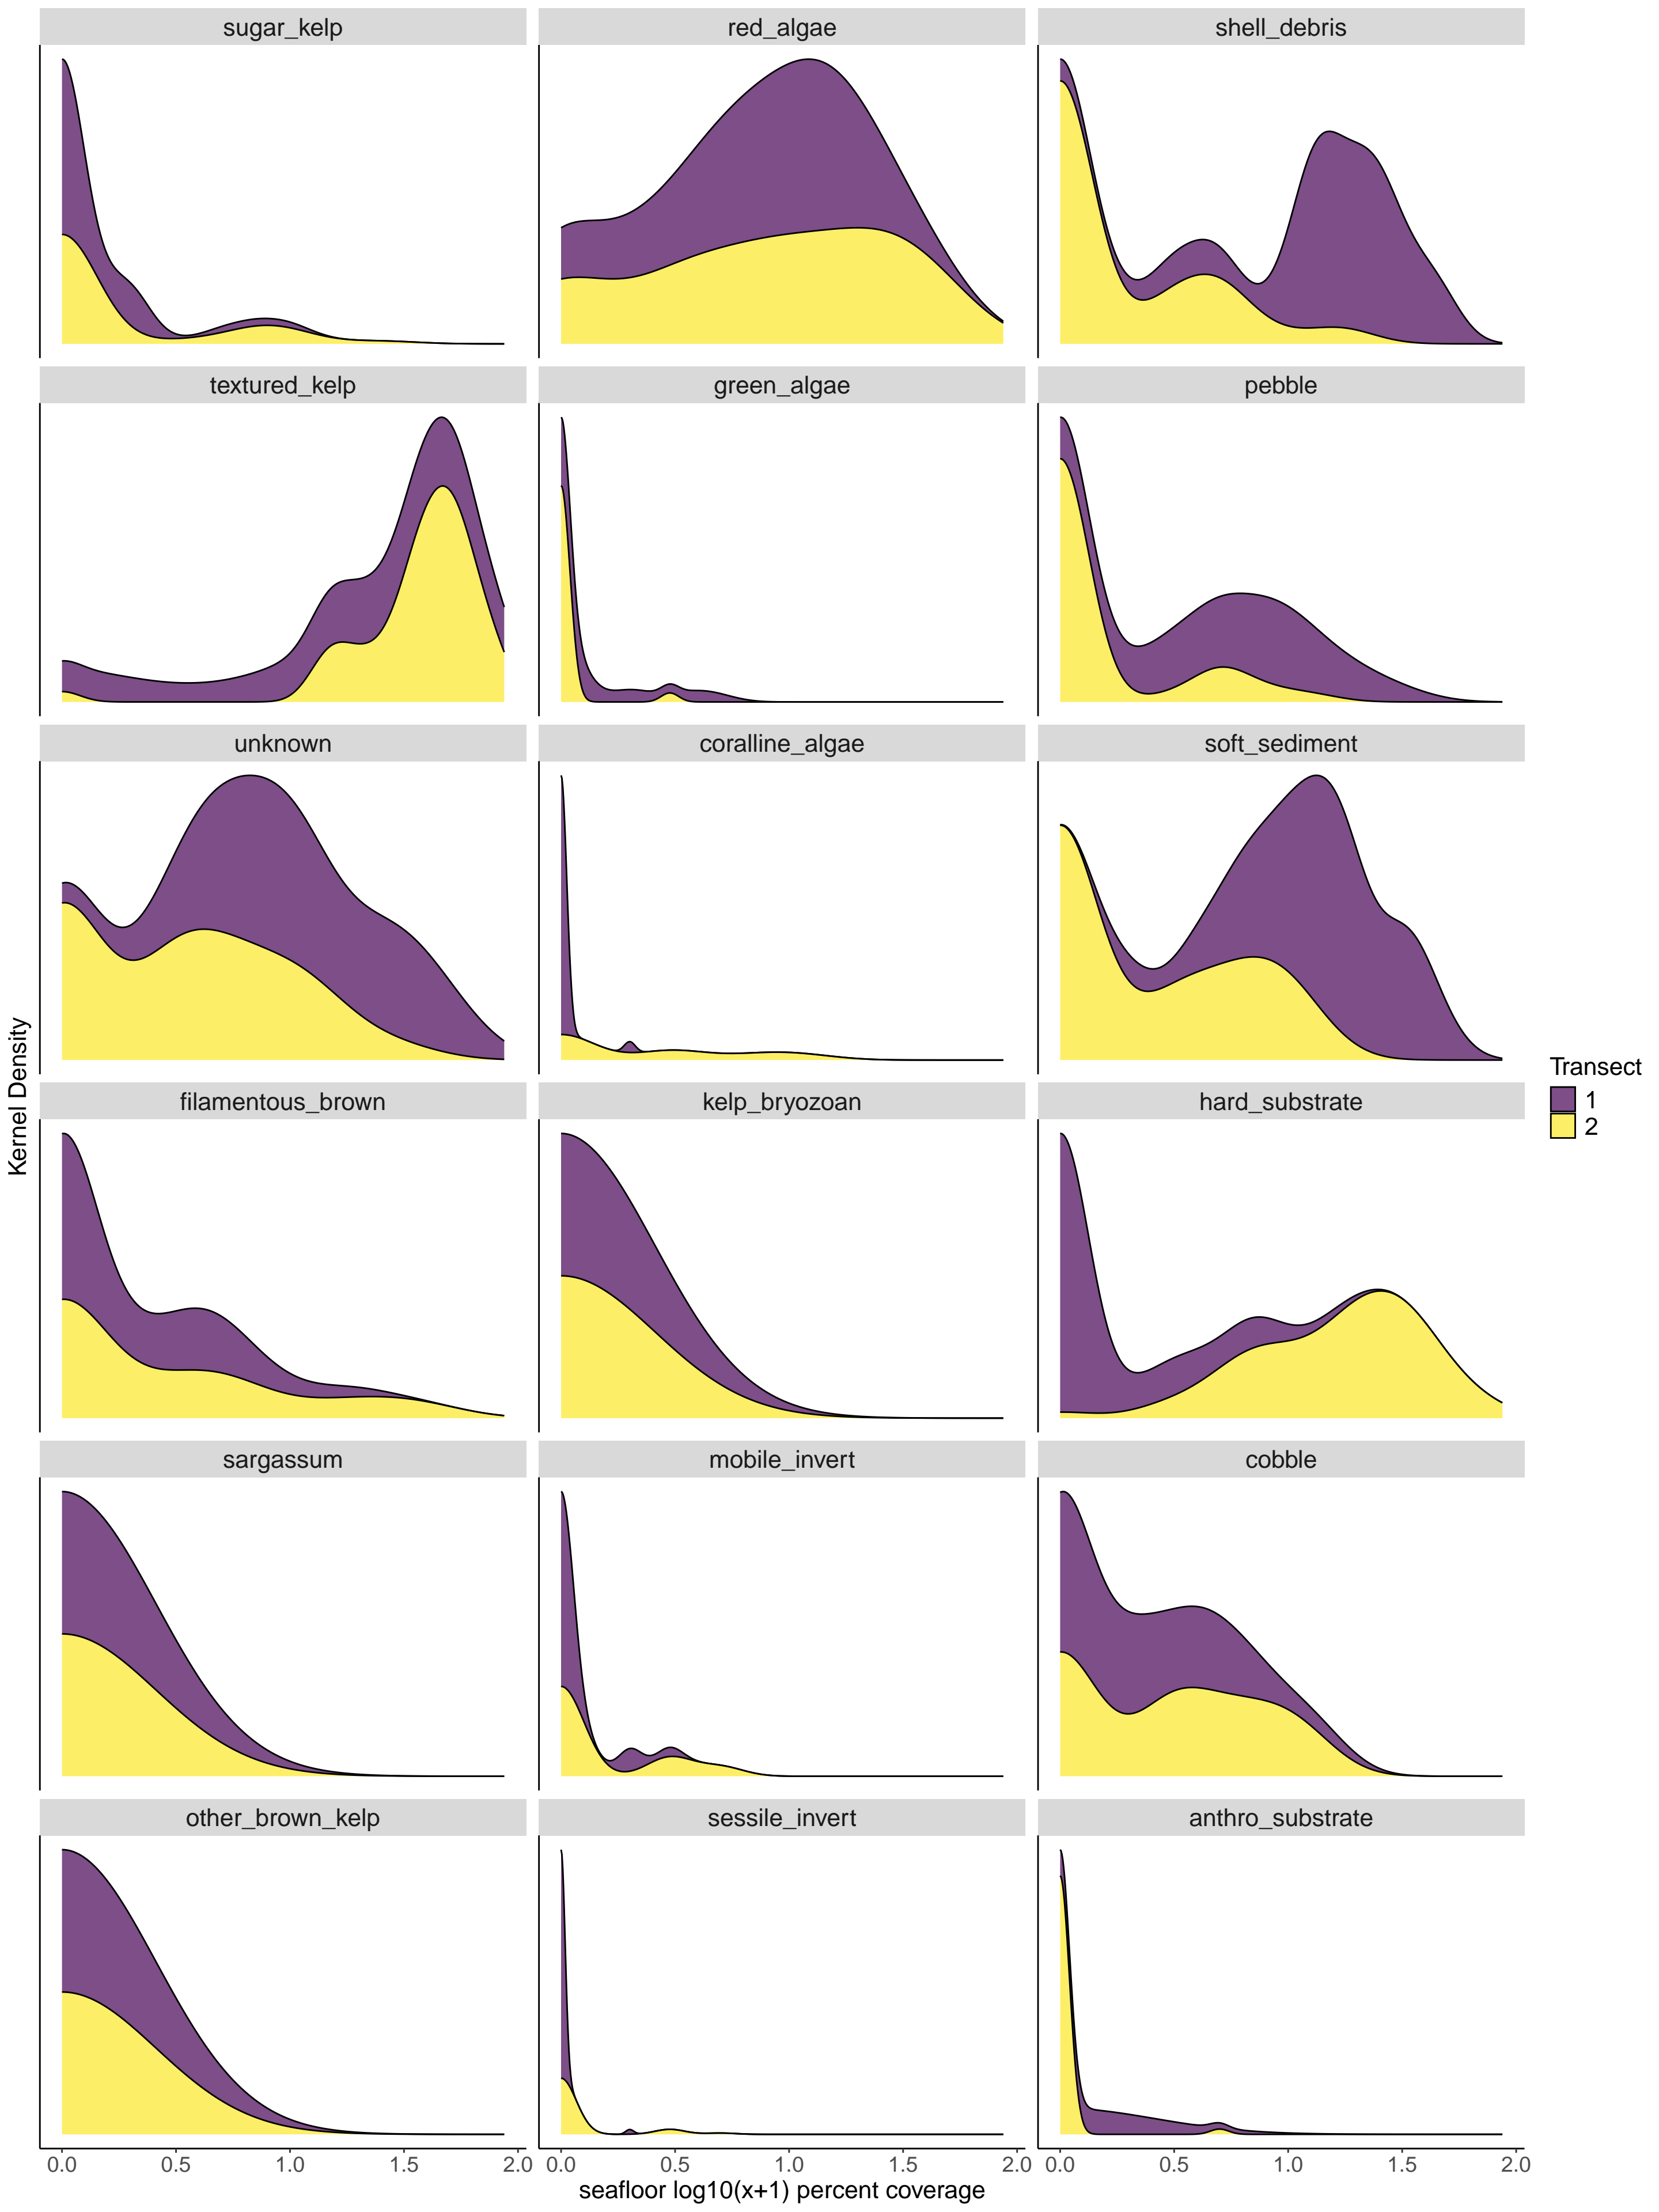 sugar_kelp
red_algae
shell_debris
textured_kelp
green_algae
pebble
unknown
coralline_algae
soft_sediment
filamentous_brown
kelp_bryozoan
hard_substrate
sargassum
mobile_invert
cobble
other_brown_kelp
sessile_invert
anthro_substrate
Kernel Density
0.0 0.5 1.0 1.5 2.0
0.0 0.5 1.0 1.5 2.0
0.0 0.5 1.0 1.5 2.0
seafloor log10(x+1) percent coverage
Transect
1
2